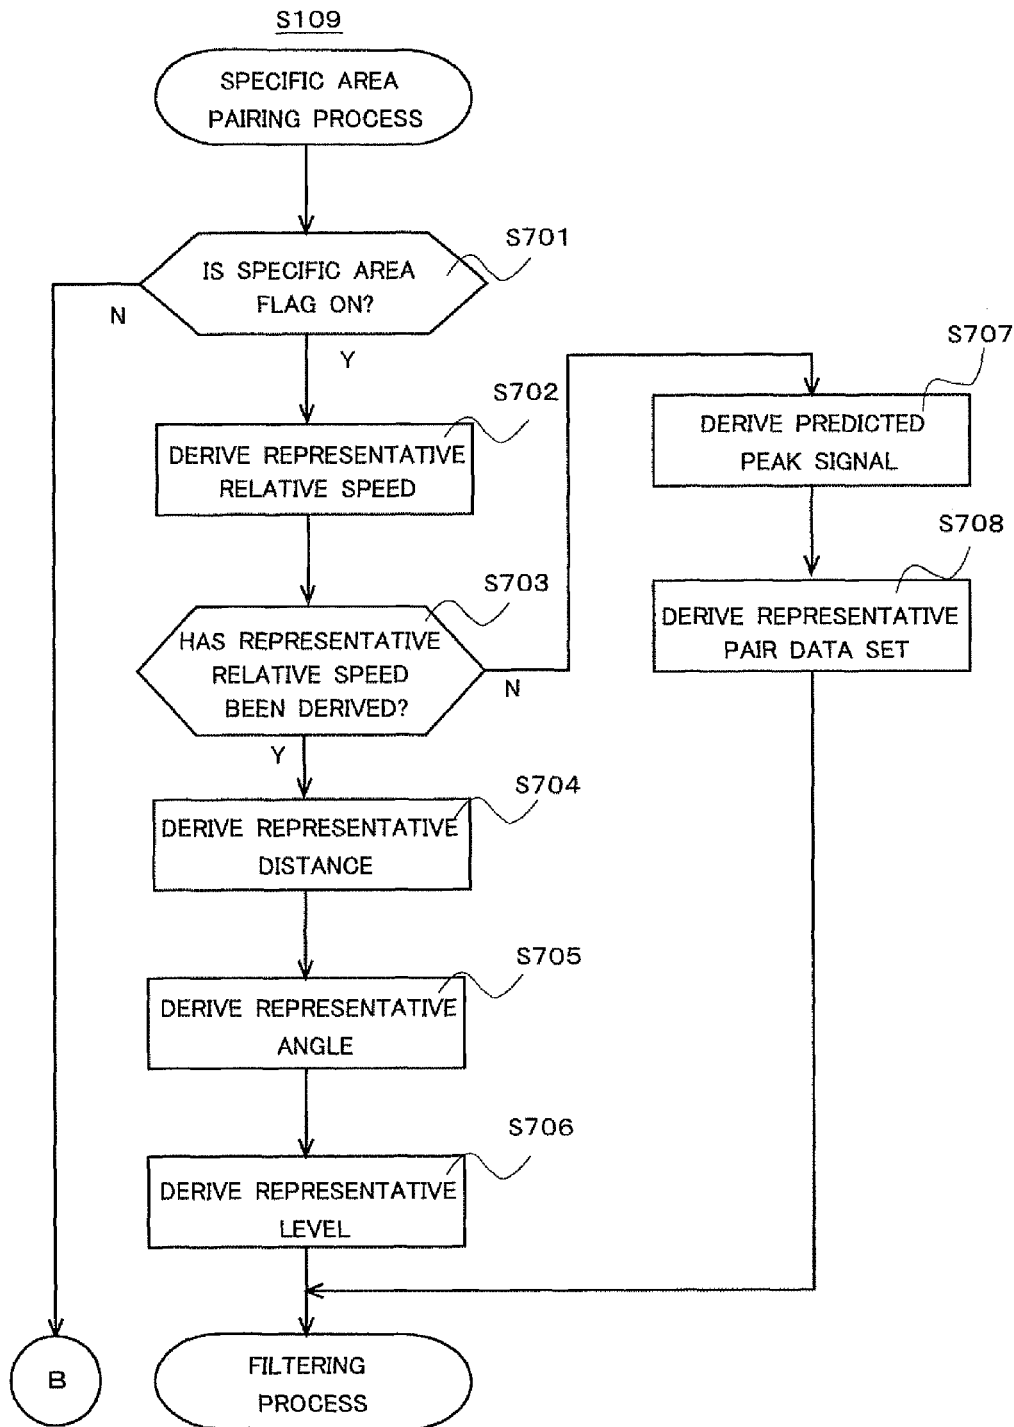 S109
SPECIFIC AREA
PAIRING PROCESS
S701
IS SPECIFIC AREA
FLAG ON?
N
Y
S702
DERIVE REPRESENTATIVE
RELATIVE SPEED
S703
HAS REPRESENTATIVE
RELATIVE SPEED
BEEN DERIVED?
N
Y
S707
DERIVE PREDICTED
PEAK SIGNAL
S708
DERIVE REPRESENTATIVE
PAIR DATA SET
S704
DERIVE REPRESENTATIVE
DISTANCE
S705
DERIVE REPRESENTATIVE
ANGLE
S706
DERIVE REPRESENTATIVE
LEVEL
B
FILTERING
PROCESS